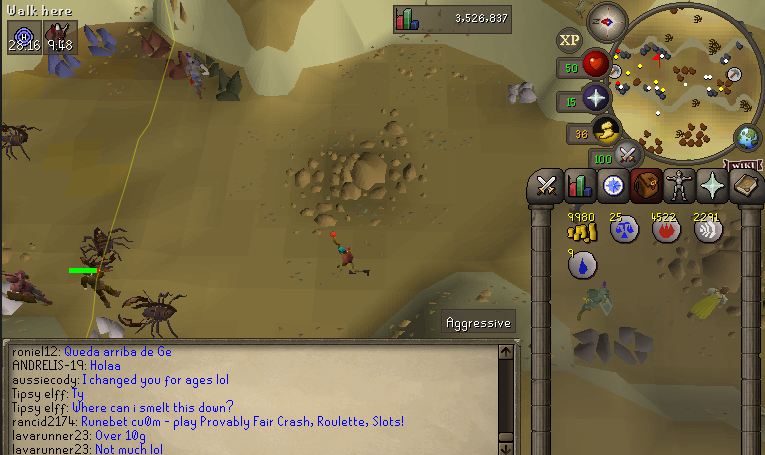 Walk here
3,526,837
28:16 9:48
XP
50
15
36
100
WIKI
9980 25 4522 2291
9
Aggressive
roniel12: Queda arriba de Ge
ANDRELIS-19: Holaa
aussiecody: I changed you for ages lol
Tipsy elff: Ty
Tipsy elff: Where can i smelt this down?
rancid2174: Runebet cu0m - play Provably Fair Crash, Roulette, Slots!
lavarunner23: Over 10g
lavarunner23: Not much lol